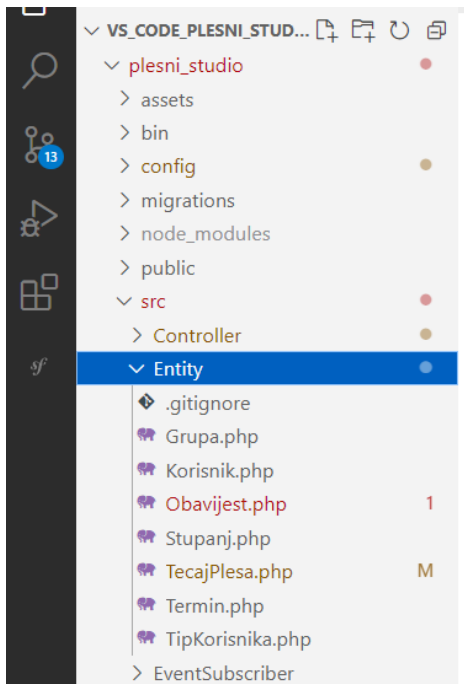 VS_CODE_PLESNI_STUD...
plesni_studio
assets
bin
config
migrations
node_modules
public
src
Controller
Entity
.gitignore
Grupa.php
Korisnik.php
Obavijest.php 1
Stupanj.php
TecajPlesa.php M
Termin.php
TipKorisnika.php
EventSubscriber
13
sf